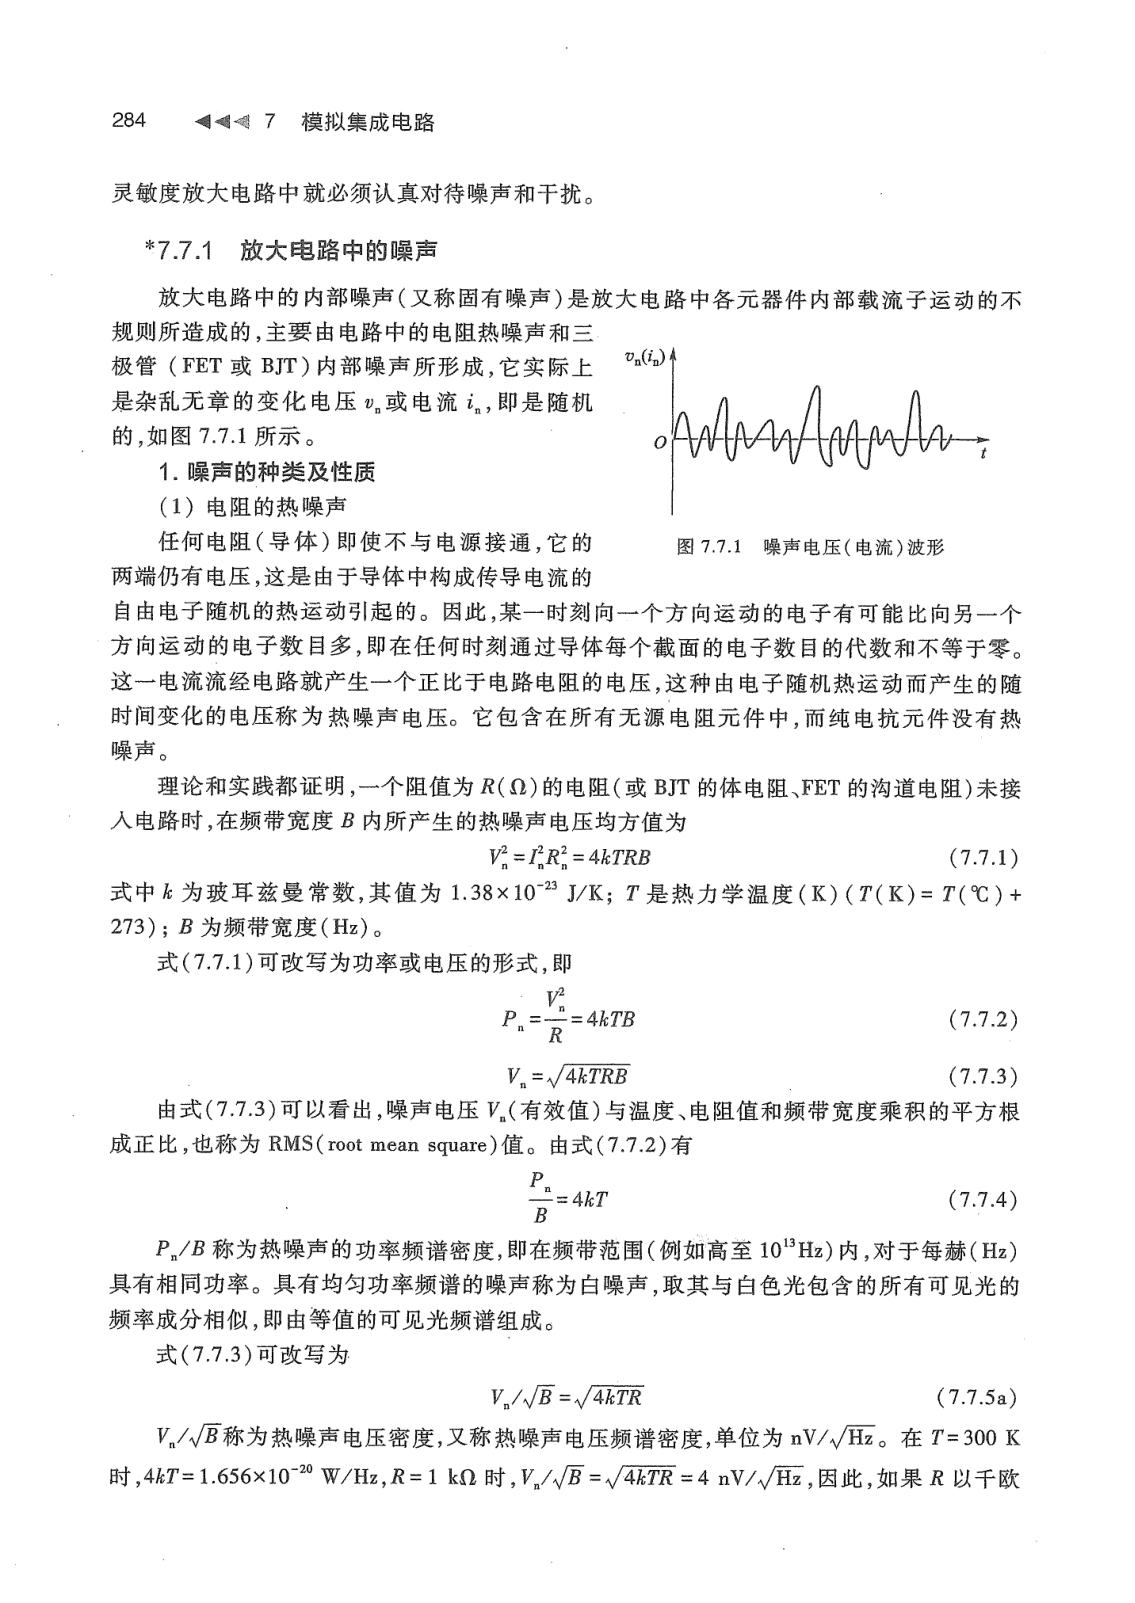 284 7 模拟集成电路
灵敏度放大电路中就必须认真对待噪声和干扰。
*7.7.1 放大电路中的噪声
放大电路中的内部噪声(又称固有噪声)是放大电路中各元器件内部载流子运动的不
规则所造成的,主要由电路中的电阻热噪声和三
极管 (FET 或 BJT)内部噪声所形成,它实际上
是杂乱无章的变化电压 vₙ或电流 iₙ,即是随机
的,如图 7.7.1 所示。
1. 噪声的种类及性质
(1) 电阻的热噪声
任何电阻(导体)即使不与电源接通,它的
两端仍有电压,这是由于导体中构成传导电流的
vₙ(iₙ)
O
t
图 7.7.1 噪声电压(电流)波形
自由电子随机的热运动引起的。因此,某一时刻向一个方向运动的电子有可能比向另一个
方向运动的电子数目多,即在任何时刻通过导体每个截面的电子数目的代数和不等于零。
这一电流流经电路就产生一个正比于电路电阻的电压,这种由电子随机热运动而产生的随
时间变化的电压称为热噪声电压。它包含在所有无源电阻元件中,而纯电抗元件没有热
噪声。
理论和实践都证明,一个阻值为 R(Ω)的电阻(或 BJT 的体电阻、FET 的沟道电阻)未接
入电路时,在频带宽度 B 内所产生的热噪声电压均方值为
Vₙ²=Iₙ²Rₙ²=4kTRB (7.7.1)
式中 k 为玻耳兹曼常数,其值为 1.38×10⁻²³ J/K; T 是热力学温度(K)(T(K)= T(℃)+
273); B 为频带宽度(Hz)。
式(7.7.1)可改写为功率或电压的形式,即
Pₙ=Vₙ²/R=4kTB (7.7.2)
Vₙ=√4kTRB (7.7.3)
由式(7.7.3)可以看出,噪声电压 Vₙ(有效值)与温度、电阻值和频带宽度乘积的平方根
成正比,也称为 RMS(root mean square)值。由式(7.7.2)有
Pₙ/B=4kT (7.7.4)
Pₙ/B 称为热噪声的功率频谱密度,即在频带范围(例如高至 10¹³Hz)内,对于每赫(Hz)
具有相同功率。具有均匀功率频谱的噪声称为白噪声,取其与白色光包含的所有可见光的
频率成分相似,即由等值的可见光频谱组成。
式(7.7.3)可改写为
Vₙ/√B=√4kTR (7.7.5a)
Vₙ/√B称为热噪声电压密度,又称热噪声电压频谱密度,单位为 nV/√Hz。在 T=300 K
时,4kT=1.656×10⁻²⁰ W/Hz,R=1 kΩ 时,Vₙ/√B=√4kTR=4 nV/√Hz,因此,如果 R 以千欧